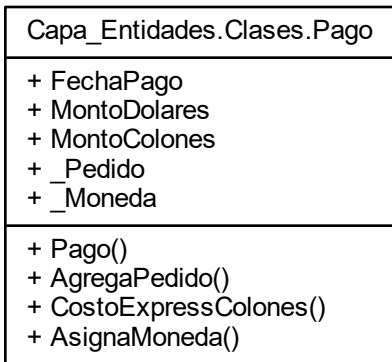 Capa_Entidades.Clases.Pago
+ FechaPago
+ MontoDolares
+ MontoColones
+ _Pedido
+ _Moneda
+ Pago()
+ AgregaPedido()
+ CostoExpressColones()
+ AsignaMoneda()